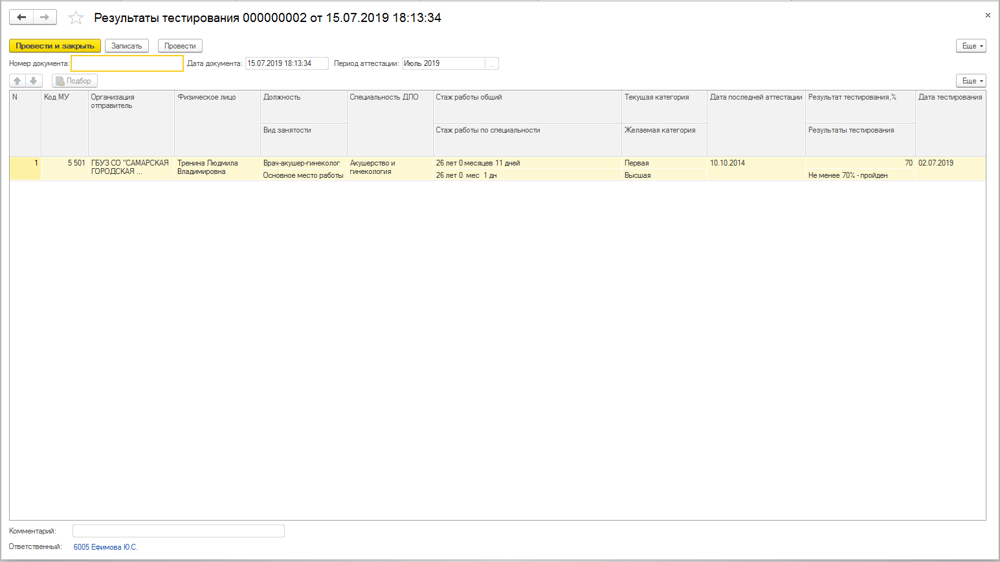 Результаты тестирования 000000002 от 15.07.2019 18:13:34
Провести и закрыть Записать Провести Еще
Номер документа: Дата документа: 15.07.2019 18:13:34 Период аттестации: Июль 2019 ...
Подбор Еще
N Код МУ Организация отправитель Физическое лицо Должность Специальность ДПО Стаж работы общий Текущая категория Дата последней аттестации Результат тестирования,% Дата тестирования
Вид занятости Стаж работы по специальности Желаемая категория Результаты тестирования
1 5 501 ГБУЗ СО "САМАРСКАЯ Тренина Людмила Врач-акушер-гинеколог Акушерство и 26 лет 0 месяцев 11 дней Первая 10.10.2014 70 02.07.2019
ГОРОДСКАЯ ... Владимировна Основное место работы гинекология 26 лет 0 мес 1 дн Высшая Не менее 70% - пройден
Комментарий:
Ответственный: 6005 Ефимова Ю.С.